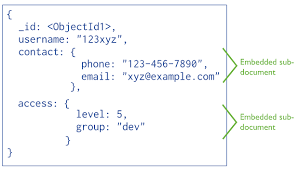 {
_id: <ObjectId1>,
username: "123xyz",
contact: {
phone: "123-456-7890",
email: "xyz@example.com"
},
Embedded sub-
document
access: {
level: 5,
group: "dev"
}
Embedded sub-
document
}